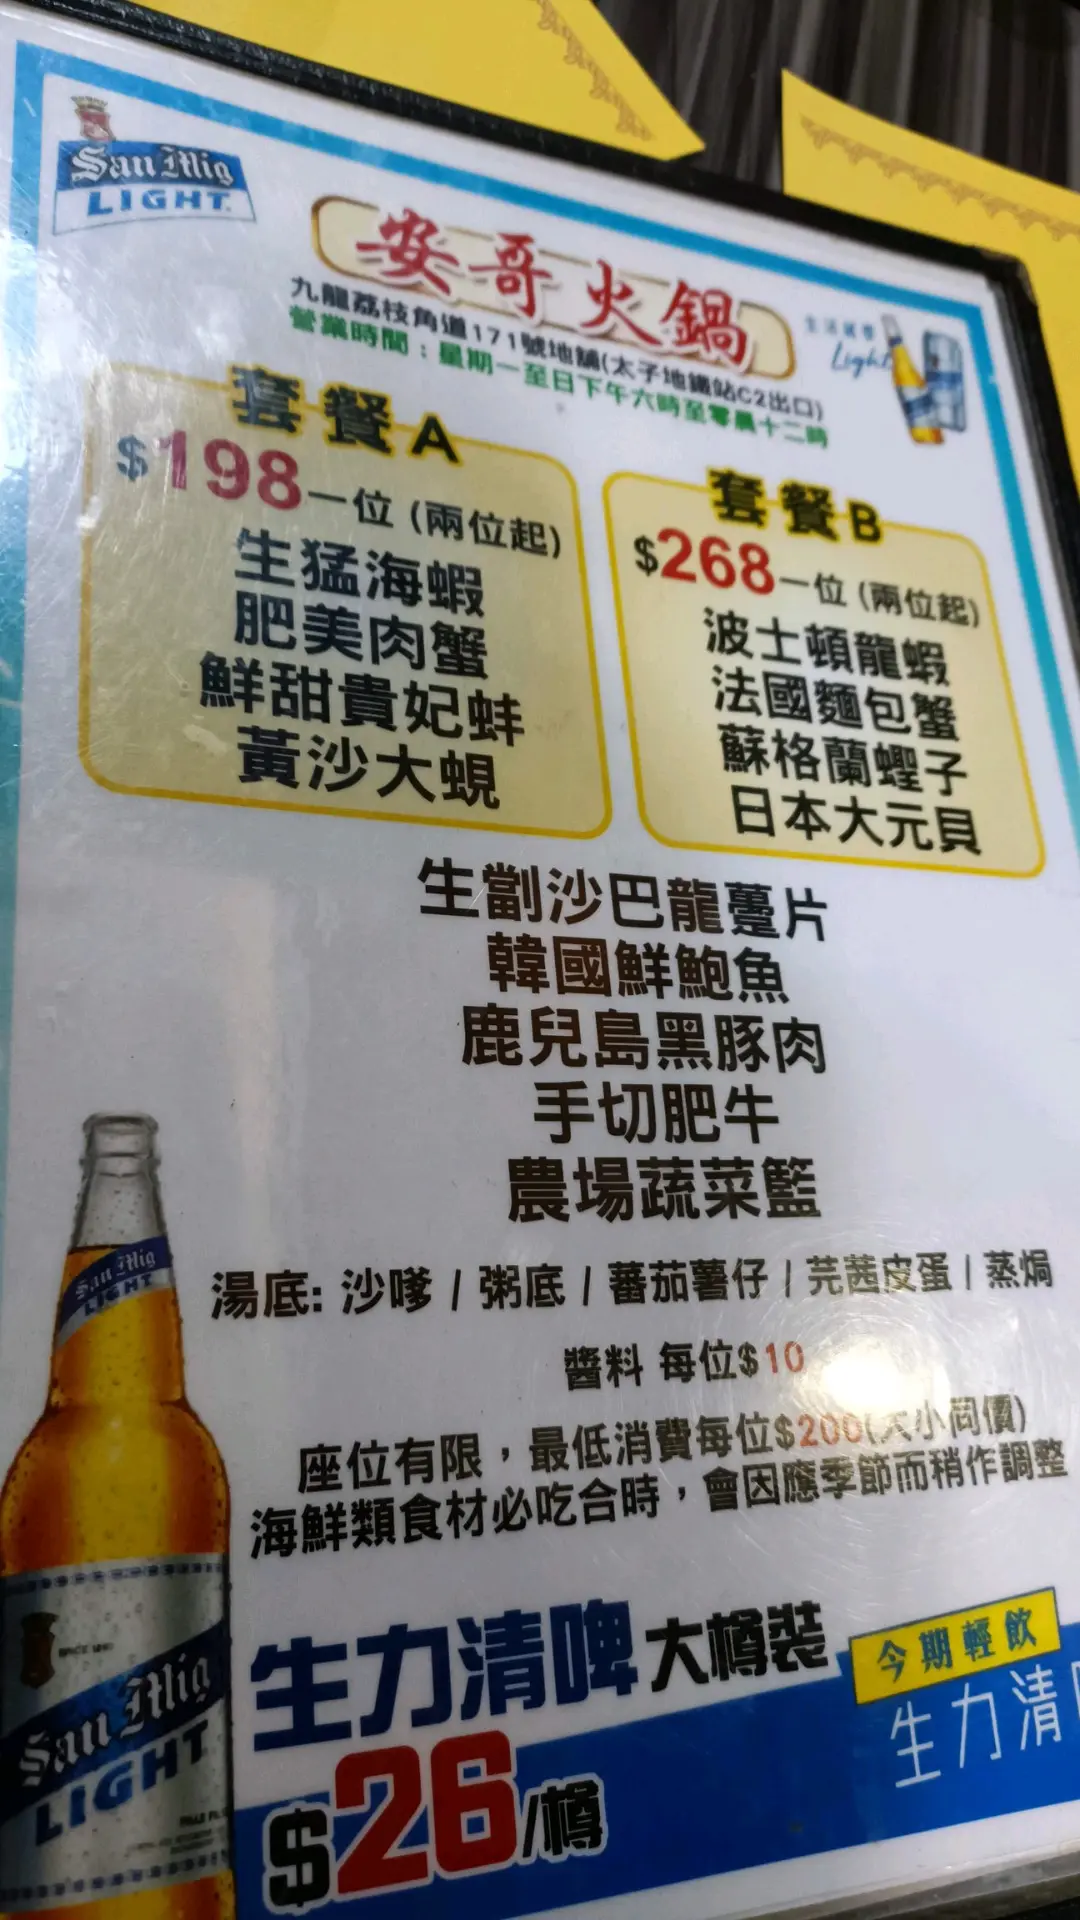 San Mig
LIGHT
安哥火鍋
九龍荔枝角道171號地舖(太子地鐵站C2出口)
營業時間：星期一至日下午六時至零晨十二時
Light
套餐A
$198一位 (兩位起)
生猛海蝦
肥美肉蟹
鮮甜貴妃蚌
黃沙大蜆
套餐B
$268一位 (兩位起)
波士頓龍蝦
法國麵包蟹
蘇格蘭蟶子
日本大元貝
生劏沙巴龍躉片
韓國鮮鮑魚
鹿兒島黑豚肉
手切肥牛
農場蔬菜籃
湯底: 沙嗲 / 粥底 / 蕃茄薯仔 / 芫茜皮蛋 / 蒸焗
醬料 每位$10
座位有限，最低消費每位$200(大小同價)
海鮮類食材必吃合時，會因應季節而稍作調整
San Mig
LIGHT
San Mig
LIGHT
生力清啤大樽裝
$26/樽
今期輕飲
生力清